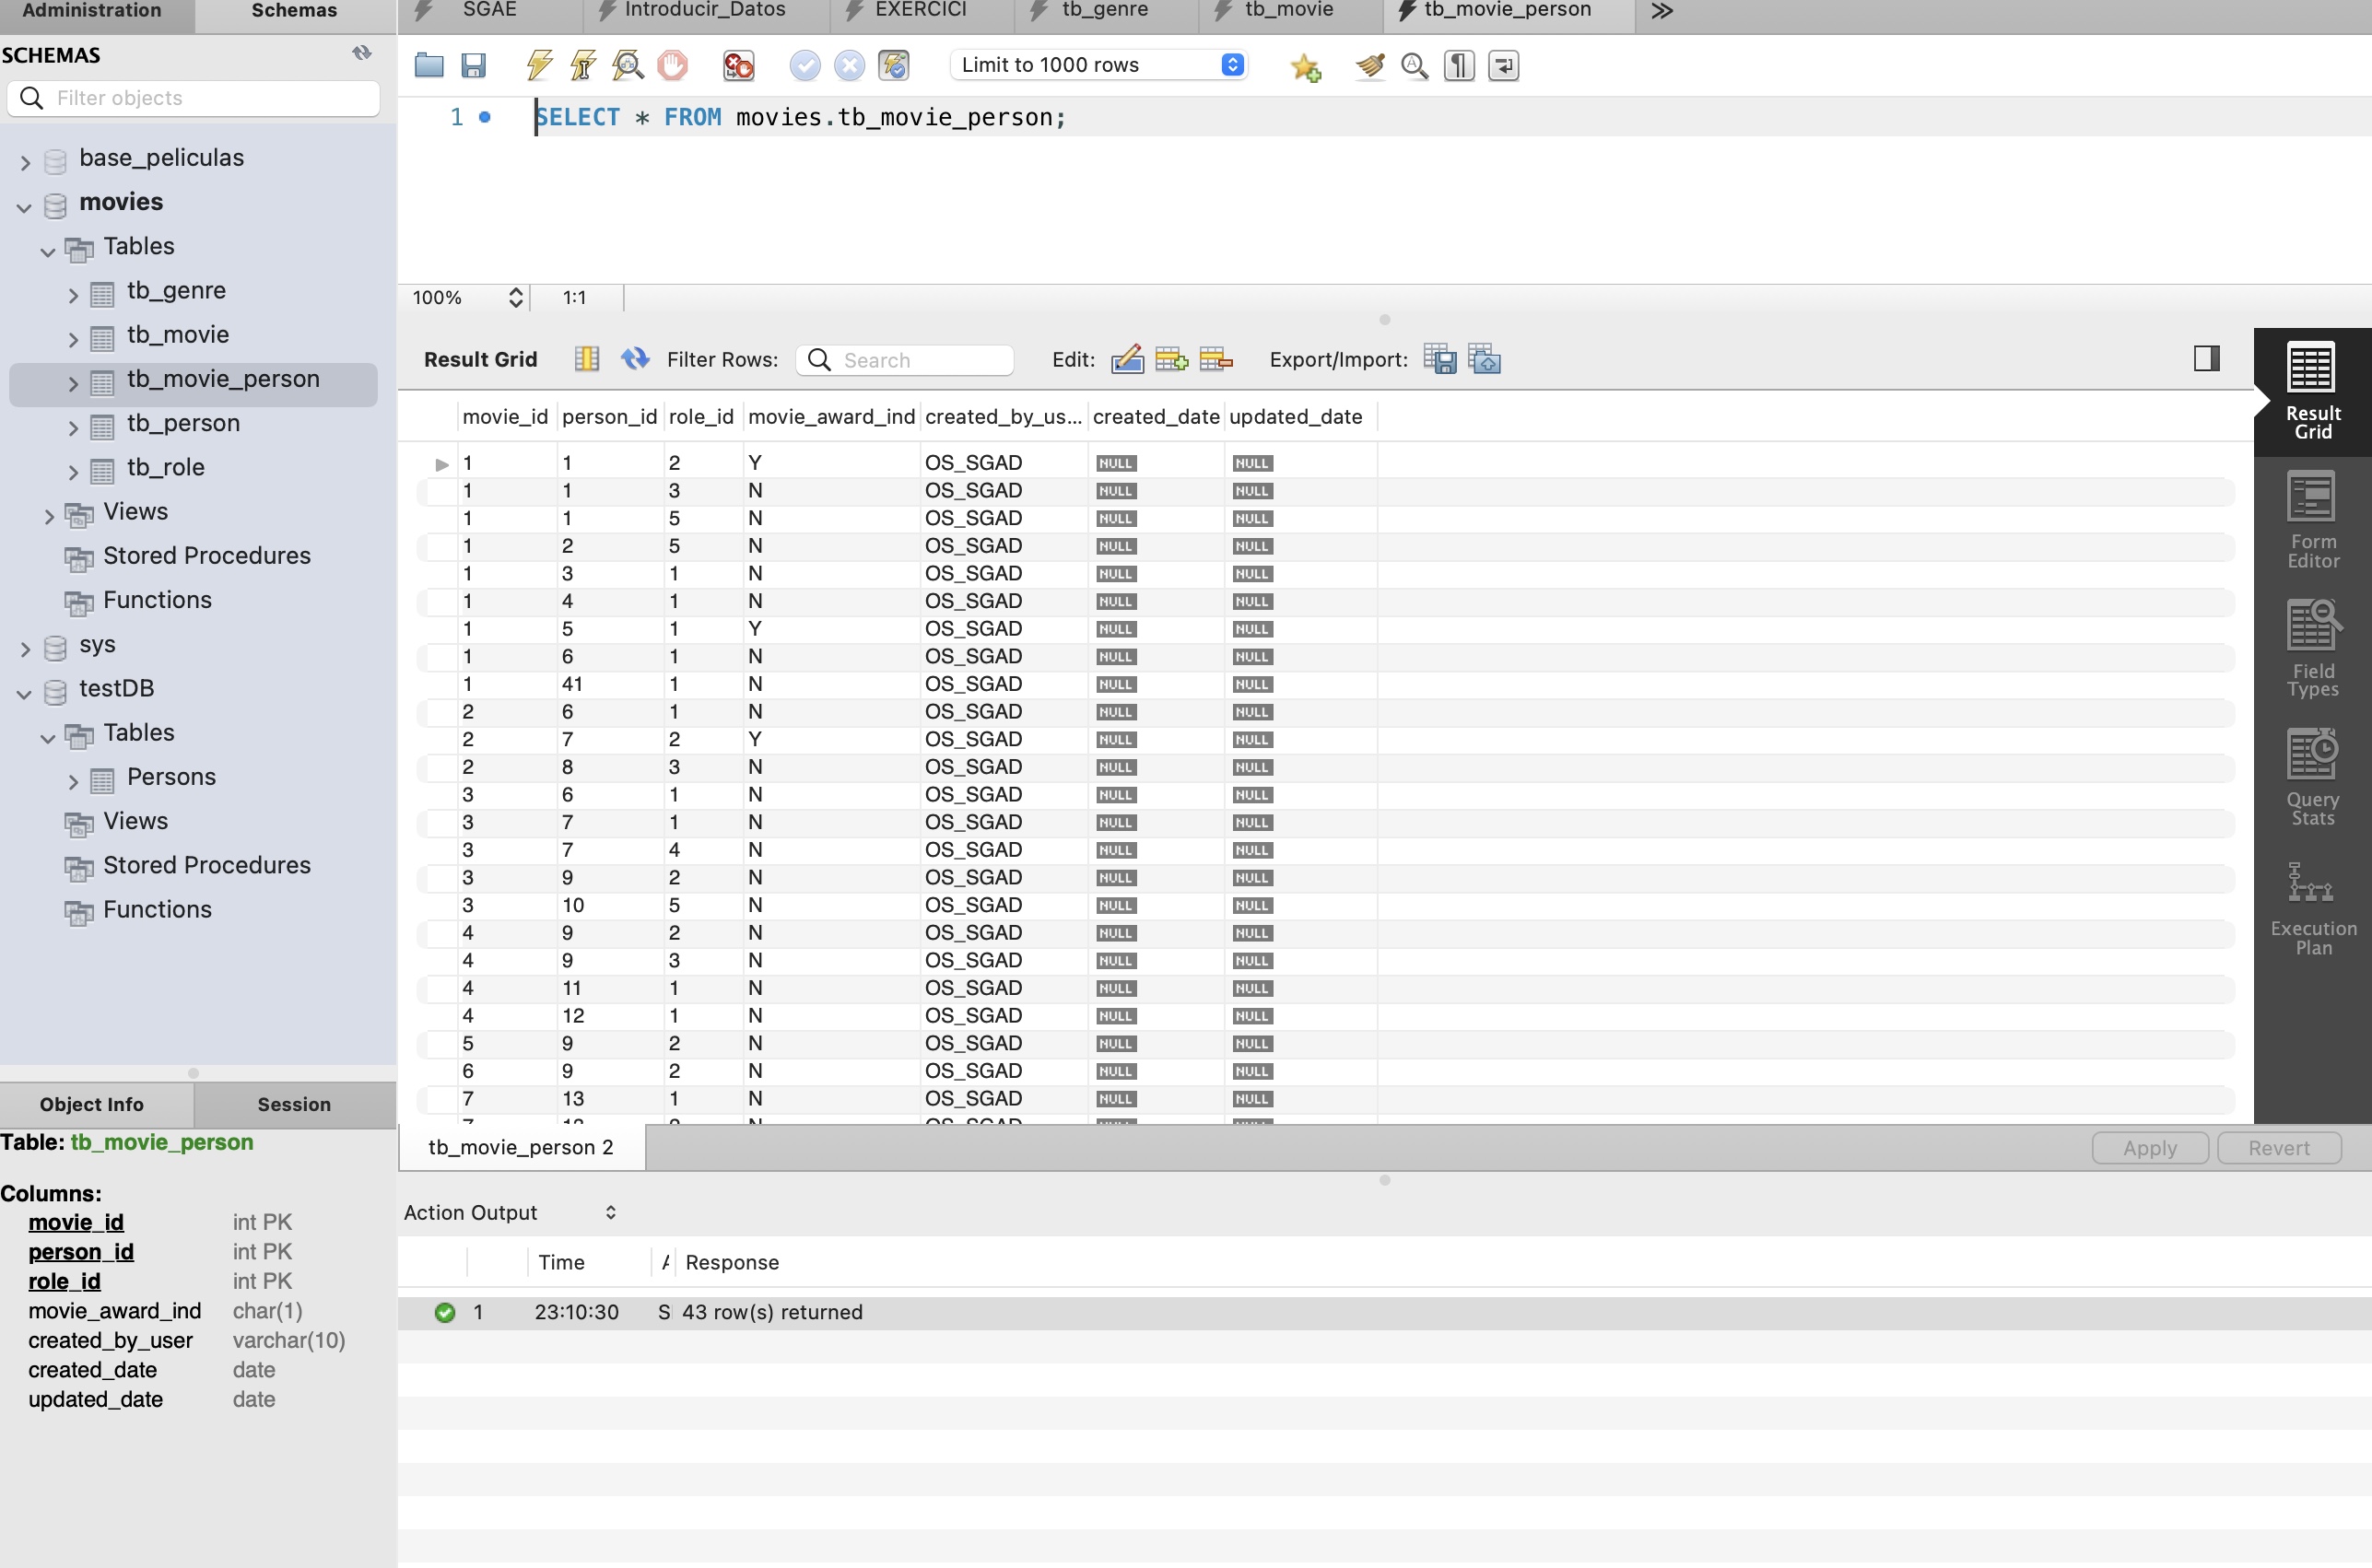 Administration Schemas
SCHEMAS
Filter objects
base_peliculas
movies
Tables
tb_genre
tb_movie
tb_movie_person
tb_person
tb_role
Views
Stored Procedures
Functions
sys
testDB
Tables
Persons
Views
Stored Procedures
Functions
Object Info Session
Table: tb_movie_person
Columns:
movie_id int PK
person_id int PK
role_id int PK
movie_award_ind char(1)
created_by_user varchar(10)
created_date date
updated_date date
SGAE Introducir_Datos EXERCICI tb_genre tb_movie tb_movie_person
Limit to 1000 rows
1 SELECT * FROM movies.tb_movie_person;
100% 1:1
Result Grid Filter Rows: Search Edit: Export/Import:
movie_id person_id role_id movie_award_ind created_by_us... created_date updated_date
1 1 2 Y OS_SGAD NULL NULL
1 1 3 N OS_SGAD NULL NULL
1 1 5 N OS_SGAD NULL NULL
1 2 5 N OS_SGAD NULL NULL
1 3 1 N OS_SGAD NULL NULL
1 4 1 N OS_SGAD NULL NULL
1 5 1 Y OS_SGAD NULL NULL
1 6 1 N OS_SGAD NULL NULL
1 41 1 N OS_SGAD NULL NULL
2 6 1 N OS_SGAD NULL NULL
2 7 2 Y OS_SGAD NULL NULL
2 8 3 N OS_SGAD NULL NULL
3 6 1 N OS_SGAD NULL NULL
3 7 1 N OS_SGAD NULL NULL
3 7 4 N OS_SGAD NULL NULL
3 9 2 N OS_SGAD NULL NULL
3 10 5 N OS_SGAD NULL NULL
4 9 2 N OS_SGAD NULL NULL
4 9 3 N OS_SGAD NULL NULL
4 11 1 N OS_SGAD NULL NULL
4 12 1 N OS_SGAD NULL NULL
5 9 2 N OS_SGAD NULL NULL
6 9 2 N OS_SGAD NULL NULL
7 13 1 N OS_SGAD NULL NULL
Result
Grid
Form
Editor
Field
Types
Query
Stats
Execution
Plan
tb_movie_person 2 Apply Revert
Action Output
Time Response
1 23:10:30 S 43 row(s) returned